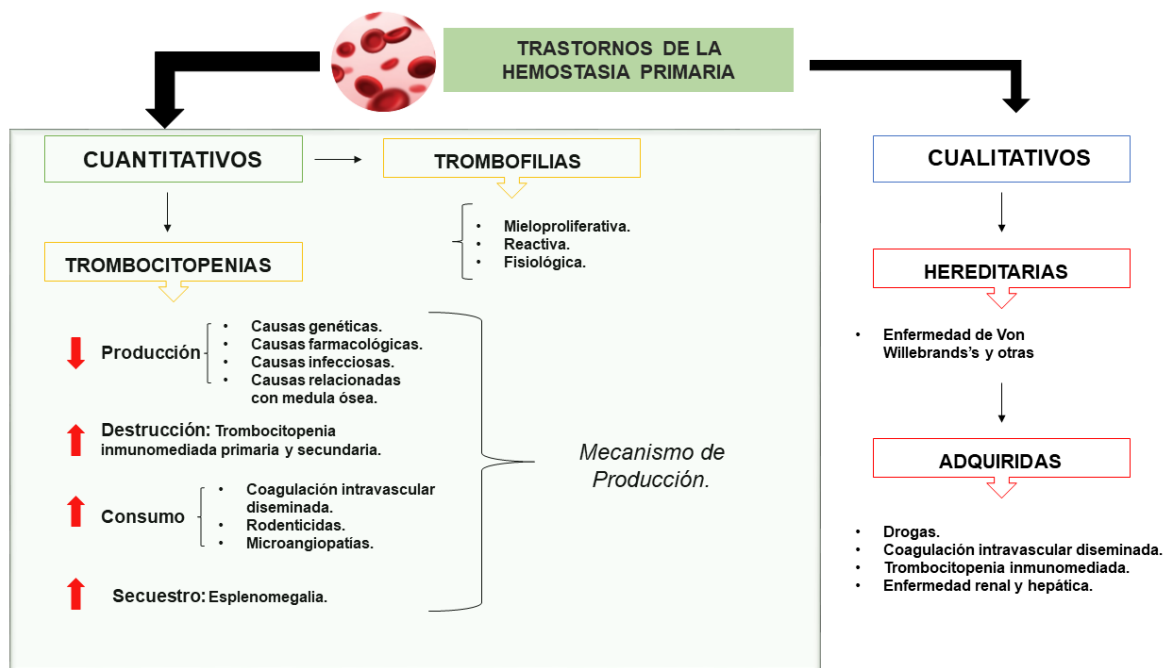 TRASTORNOS DE LA
HEMOSTASIA PRIMARIA
CUANTITATIVOS
TROMBOFILIAS
• Mieloproliferativa.
• Reactiva.
• Fisiológica.
TROMBOCITOPENIAS
Producción
• Causas genéticas.
• Causas farmacológicas.
• Causas infecciosas.
• Causas relacionadas
con medula ósea.
Destrucción: Trombocitopenia
inmunomediada primaria y secundaria.
Consumo
• Coagulación intravascular
diseminada.
• Rodenticidas.
• Microangiopatías.
Secuestro: Esplenomegalia.
Mecanismo de
Producción.
CUALITATIVOS
HEREDITARIAS
• Enfermedad de Von
Willebrands’s y otras
ADQUIRIDAS
• Drogas.
• Coagulación intravascular diseminada.
• Trombocitopenia inmunomediada.
• Enfermedad renal y hepática.